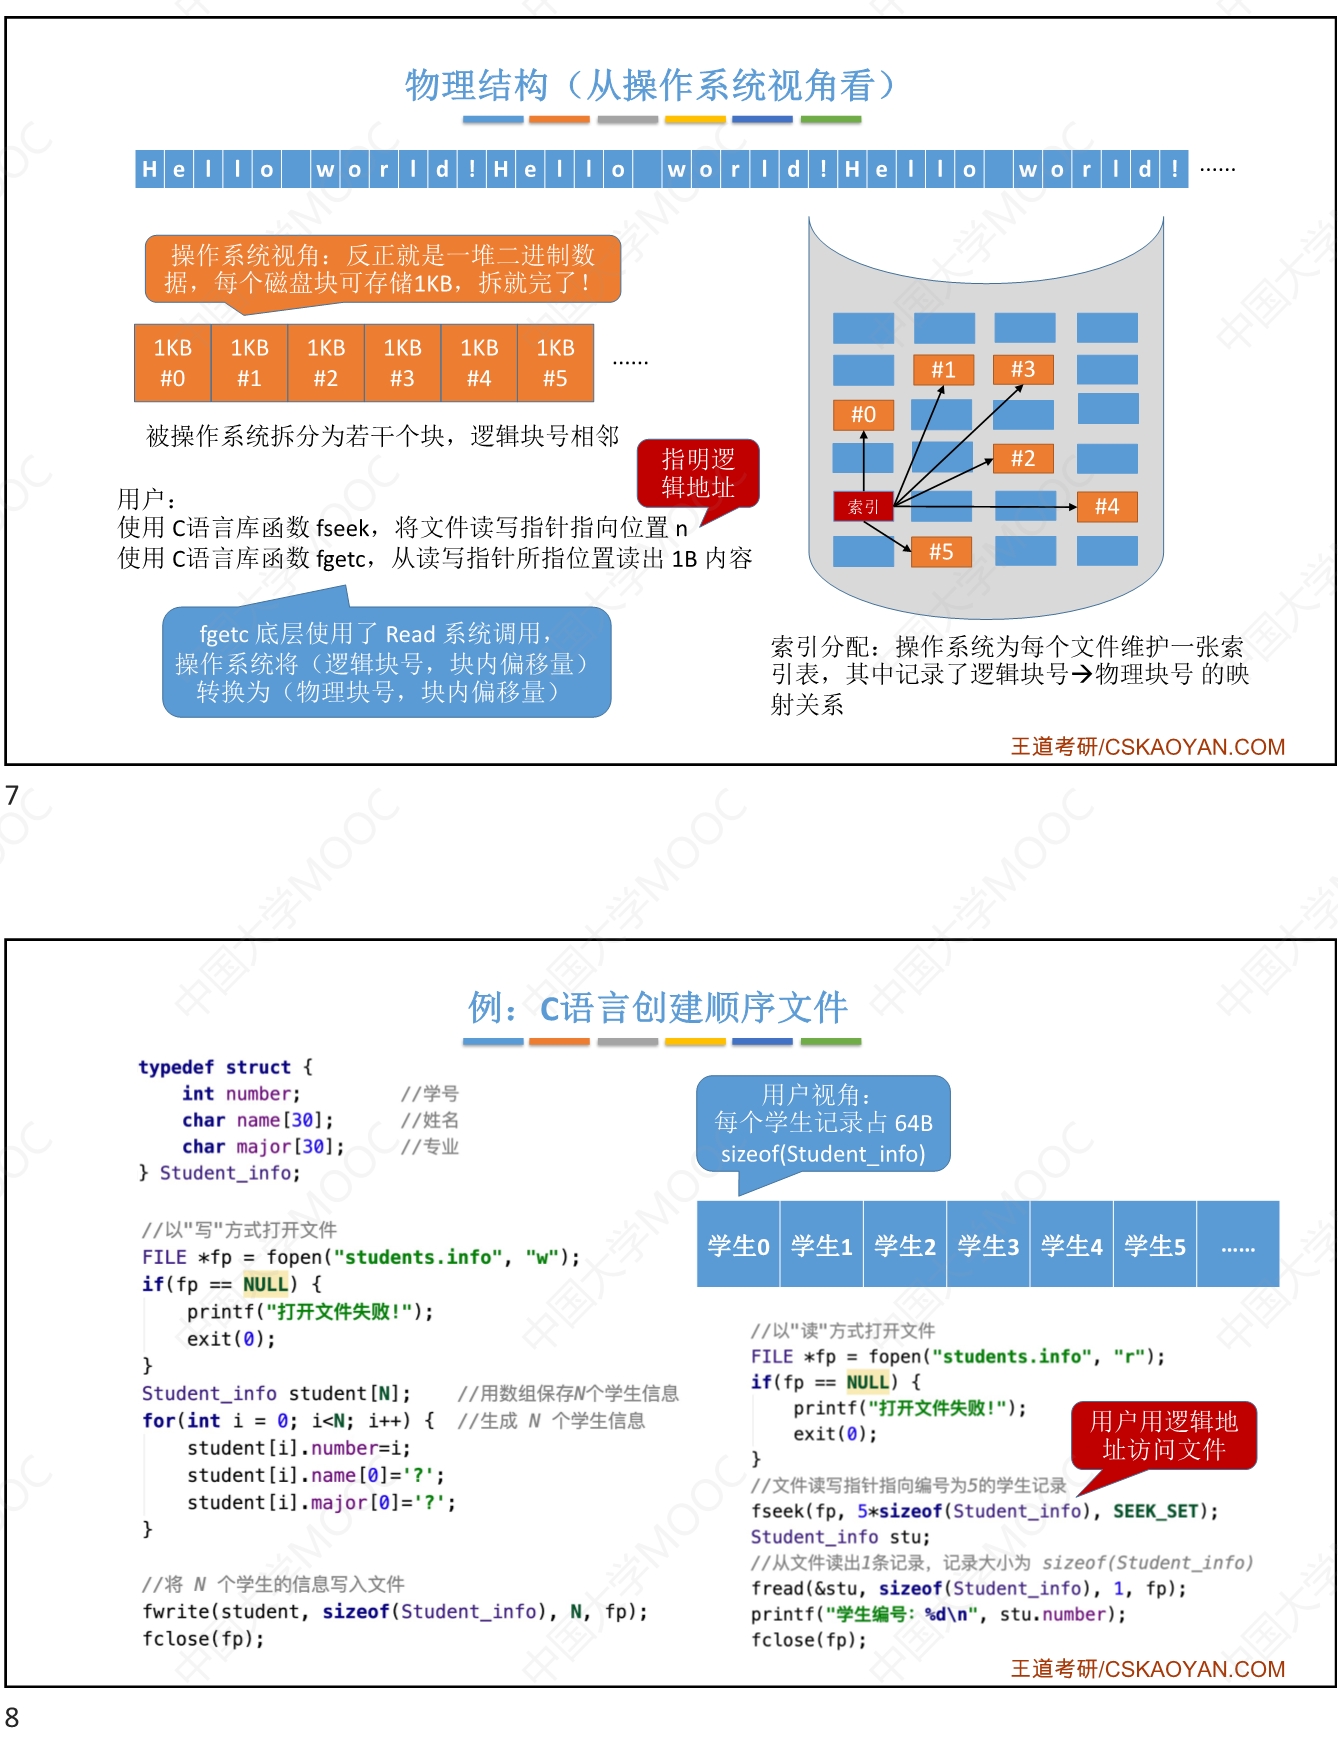 物理结构（从操作系统视角看）
Hello world!Hello world!Hello world! ······
操作系统视角：反正就是一堆二进制数
据，每个磁盘块可存储1KB，拆就完了！
1KB 1KB 1KB 1KB 1KB 1KB ······
#0 #1 #2 #3 #4 #5
被操作系统拆分为若干个块，逻辑块号相邻
指明逻
辑地址
用户：
使用 C语言库函数 fseek，将文件读写指针指向位置 n
使用 C语言库函数 fgetc，从读写指针所指位置读出 1B 内容
fgetc 底层使用了 Read 系统调用，
操作系统将（逻辑块号，块内偏移量）
转换为（物理块号，块内偏移量）
#1 #3
#0
#2
索引 #4
#5
索引分配：操作系统为每个文件维护一张索
引表，其中记录了逻辑块号→物理块号 的映
射关系
王道考研/CSKAOYAN.COM
7
例：C语言创建顺序文件
typedef struct {
int number; //学号
char name[30]; //姓名
char major[30]; //专业
} Student_info;
//以"写"方式打开文件
FILE *fp = fopen("students.info", "w");
if(fp == NULL) {
printf("打开文件失败!");
exit(0);
}
Student_info student[N]; //用数组保存N个学生信息
for(int i = 0; i<N; i++) { //生成 N 个学生信息
student[i].number=i;
student[i].name[0]='?';
student[i].major[0]='?';
}
//将 N 个学生的信息写入文件
fwrite(student, sizeof(Student_info), N, fp);
fclose(fp);
用户视角：
每个学生记录占 64B
sizeof(Student_info)
学生0 学生1 学生2 学生3 学生4 学生5 ······
//以"读"方式打开文件
FILE *fp = fopen("students.info", "r");
if(fp == NULL) {
printf("打开文件失败!");
exit(0);
}
用户用逻辑地
址访问文件
//文件读写指针指向编号为5的学生记录
fseek(fp, 5*sizeof(Student_info), SEEK_SET);
Student_info stu;
//从文件读出1条记录, 记录大小为 sizeof(Student_info)
fread(&stu, sizeof(Student_info), 1, fp);
printf("学生编号: %d\n", stu.number);
fclose(fp);
王道考研/CSKAOYAN.COM
8
中国大学MOOC